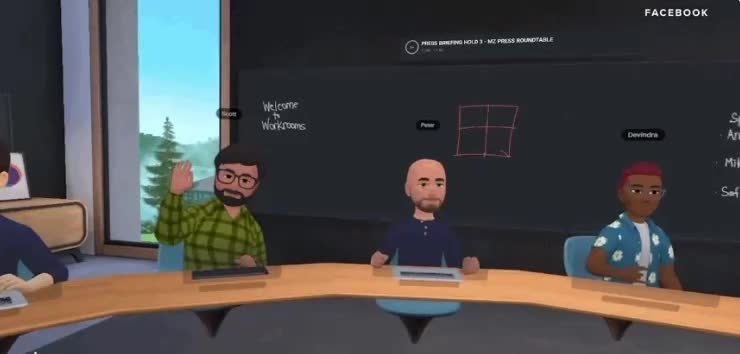 FACEBOOK
PRESS BRIEFING HOLD 3 - MZ PRESS ROUNDTABLE
Scott
Welcome
to
Workrooms
Peter
Devindra